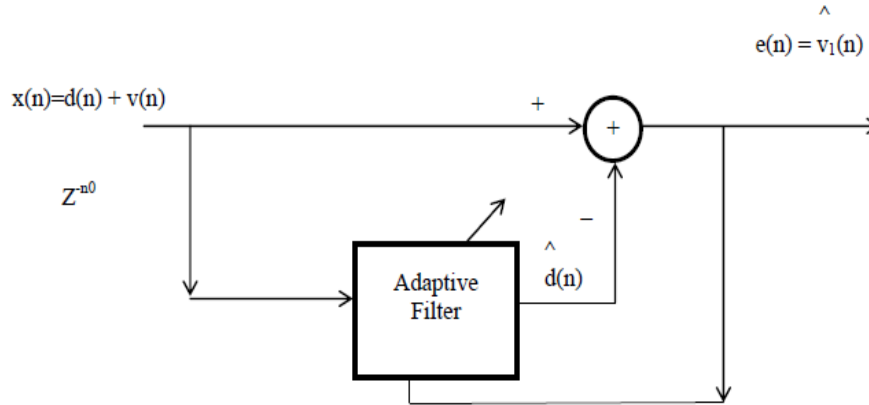 ^
e(n) = v₁(n)
x(n)=d(n) + v(n)
+
+
Z⁻ⁿ⁰
−
^
d(n)
Adaptive
Filter